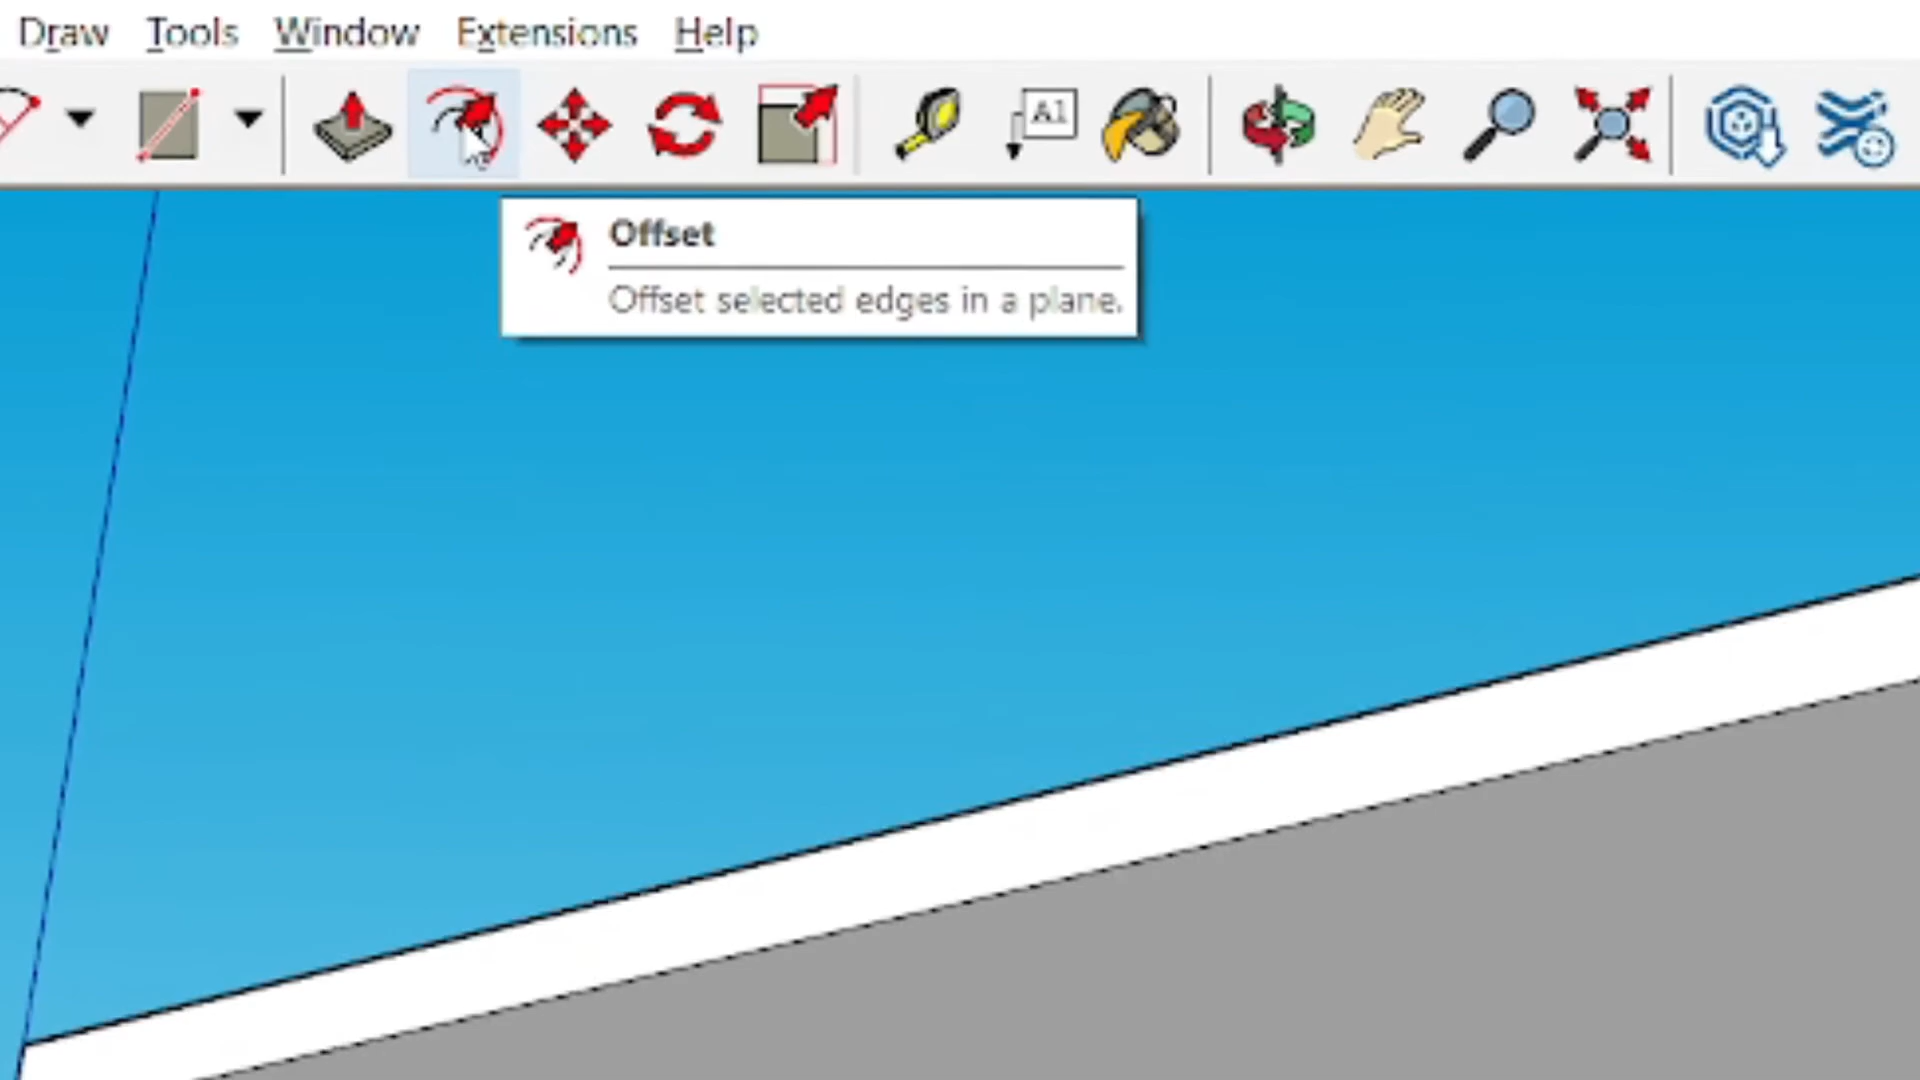 Draw Tools Window Extensions Help
A1
Offset
Offset selected edges in a plane.